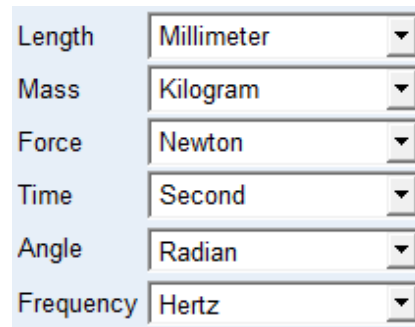 Length Millimeter
Mass Kilogram
Force Newton
Time Second
Angle Radian
Frequency Hertz